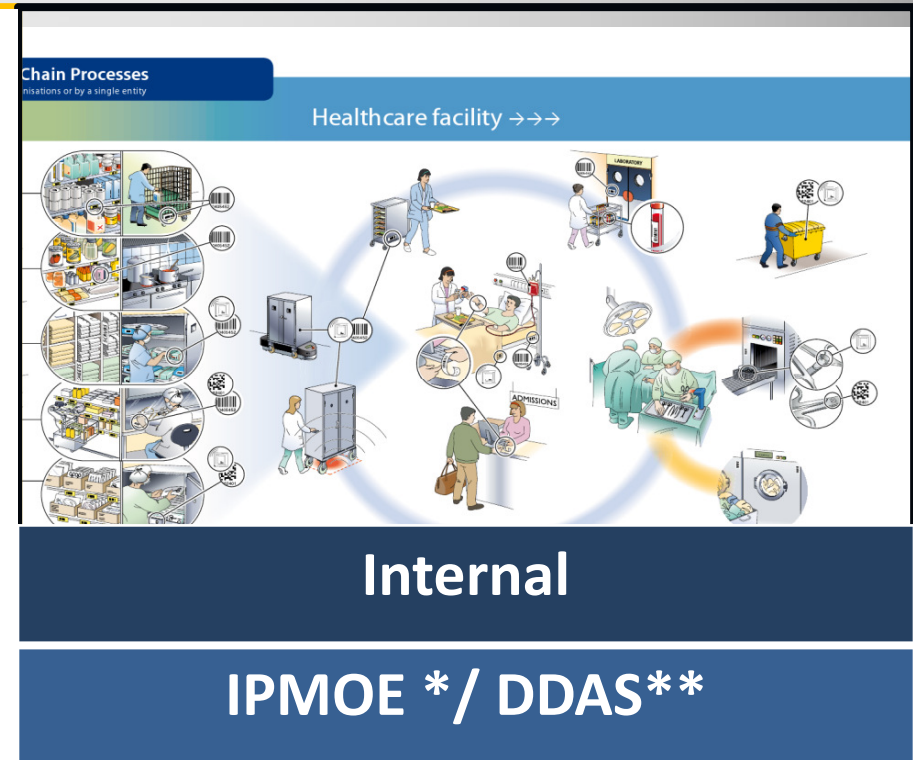 Chain Processes
nisations or by a single entity
Healthcare facility →→→
LABORATORY
ADMISSIONS
Internal
IPMOE */ DDAS**